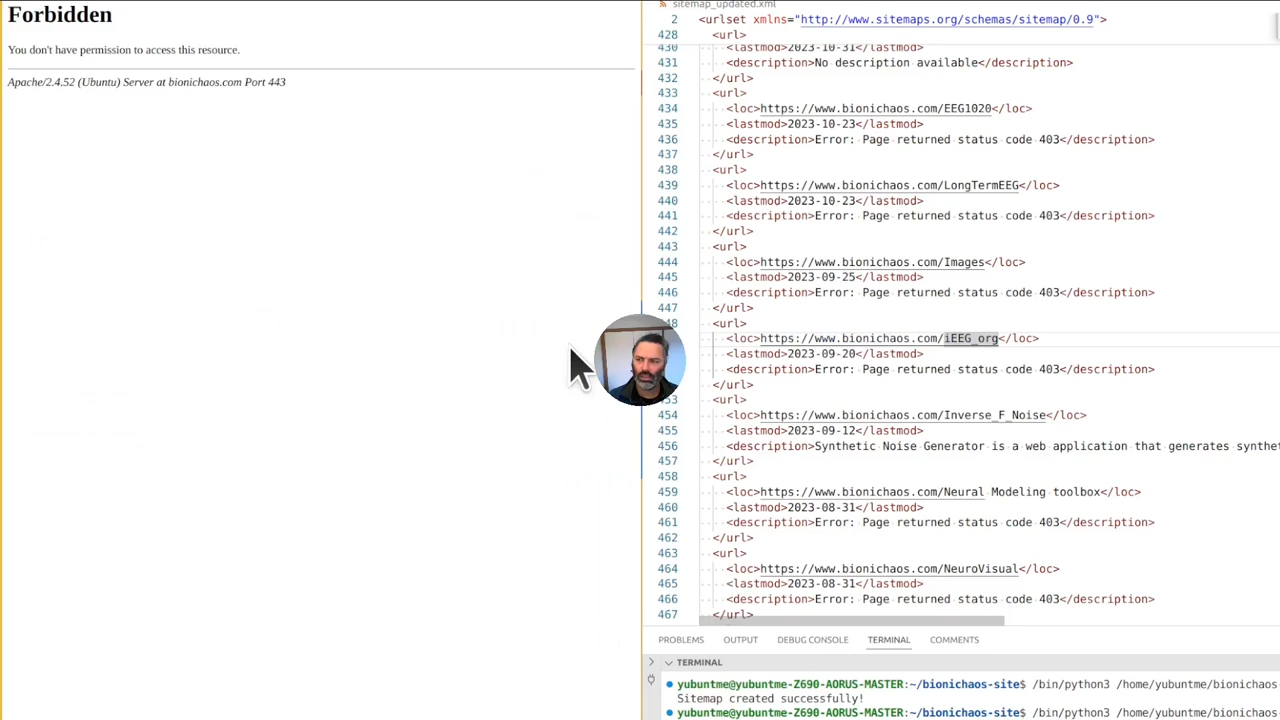 Forbidden
You don't have permission to access this resource.
Apache/2.4.52 (Ubuntu) Server at bionichaos.com Port 443
sitemap_updated.xml
2 <urlset xmlns="http://www.sitemaps.org/schemas/sitemap/0.9">
428 <url>
430 <lastmod>2023-10-31</lastmod>
431 <description>No description available</description>
432 </url>
433 <url>
434 <loc>https://www.bionichaos.com/EEG1020</loc>
435 <lastmod>2023-10-23</lastmod>
436 <description>Error: Page returned status code 403</description>
437 </url>
438 <url>
439 <loc>https://www.bionichaos.com/LongTermEEG</loc>
440 <lastmod>2023-10-23</lastmod>
441 <description>Error: Page returned status code 403</description>
442 </url>
443 <url>
444 <loc>https://www.bionichaos.com/Images</loc>
445 <lastmod>2023-09-25</lastmod>
446 <description>Error: Page returned status code 403</description>
447 </url>
48 <url>
<loc>https://www.bionichaos.com/iEEG_org</loc>
<lastmod>2023-09-20</lastmod>
<description>Error: Page returned status code 403</description>
</url>
453 <url>
454 <loc>https://www.bionichaos.com/Inverse_F_Noise</loc>
455 <lastmod>2023-09-12</lastmod>
456 <description>Synthetic Noise Generator is a web application that generates synthe
457 </url>
458 <url>
459 <loc>https://www.bionichaos.com/Neural Modeling toolbox</loc>
460 <lastmod>2023-08-31</lastmod>
461 <description>Error: Page returned status code 403</description>
462 </url>
463 <url>
464 <loc>https://www.bionichaos.com/NeuroVisual</loc>
465 <lastmod>2023-08-31</lastmod>
466 <description>Error: Page returned status code 403</description>
467 </url>
PROBLEMS OUTPUT DEBUG CONSOLE TERMINAL COMMENTS
TERMINAL
yubuntme@yubuntme-Z690-AORUS-MASTER:~/bionichaos-site$ /bin/python3 /home/yubuntme/bionichaos-
Sitemap created successfully!
yubuntme@yubuntme-Z690-AORUS-MASTER:~/bionichaos-site$ /bin/python3 /home/yubuntme/bionichaos-